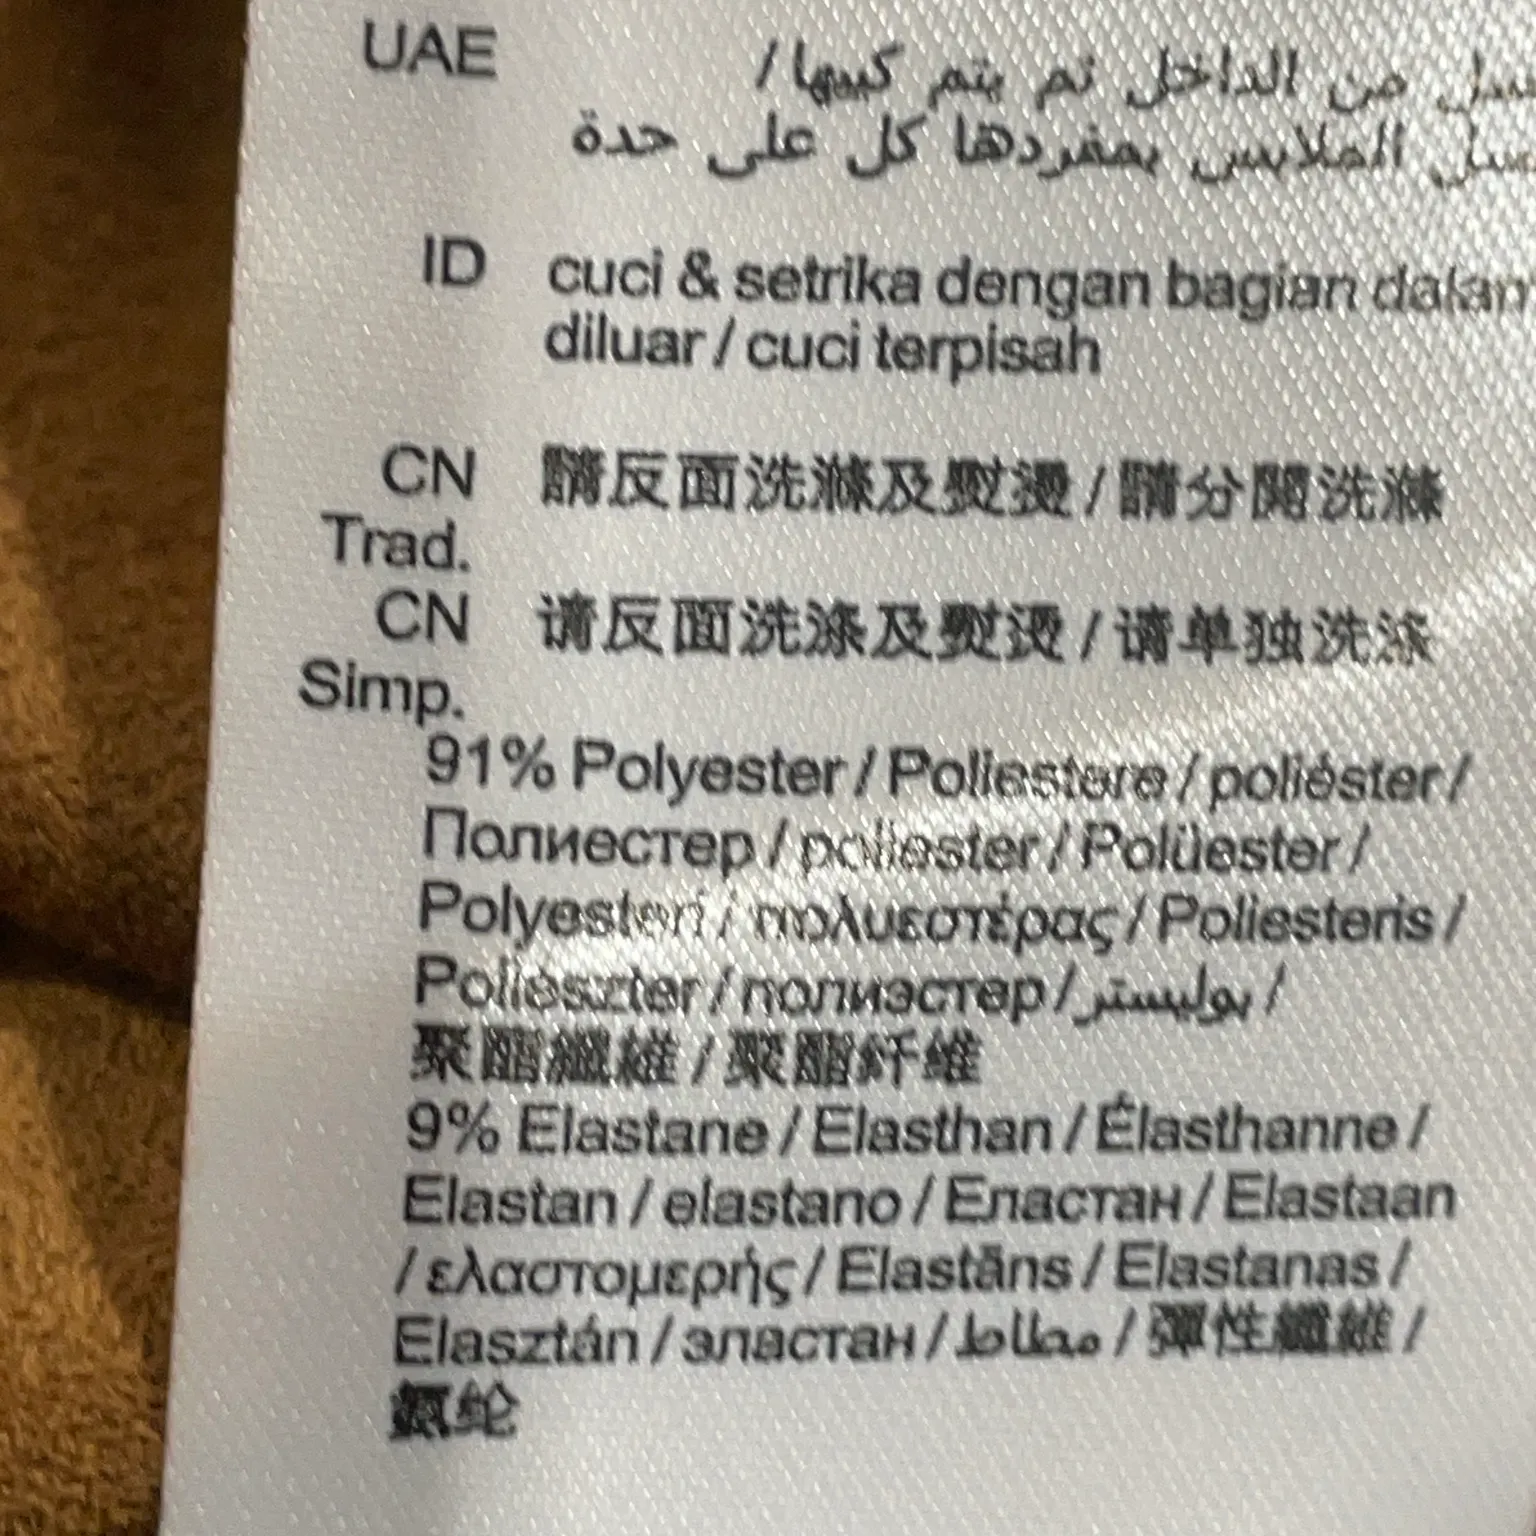 UAE من الداخل ثم يتم كيها /
الملابس بمفردها كل على حدة
ID cuci & setrika dengan bagian dalam
diluar / cuci terpisah
CN 請反面洗滌及熨燙 / 請分開洗滌
Trad.
CN 请反面洗涤及熨烫 / 请单独洗涤
Simp.
91% Polyester / Poliestere / poliéster /
Полиестер / poliester / Polüester /
Polyesteri / πολυεστέρας / Poliesteris /
Poliészter / полиэстер / بوليستر /
聚酯纖維 / 聚酯纤维
9% Elastane / Elasthan / Élasthanne /
Elastan / elastano / Еластан / Elastaan
/ ελαστομερής / Elastāns / Elastanas /
Elasztán / эластан / مطاط / 彈性纖維 /
氨纶